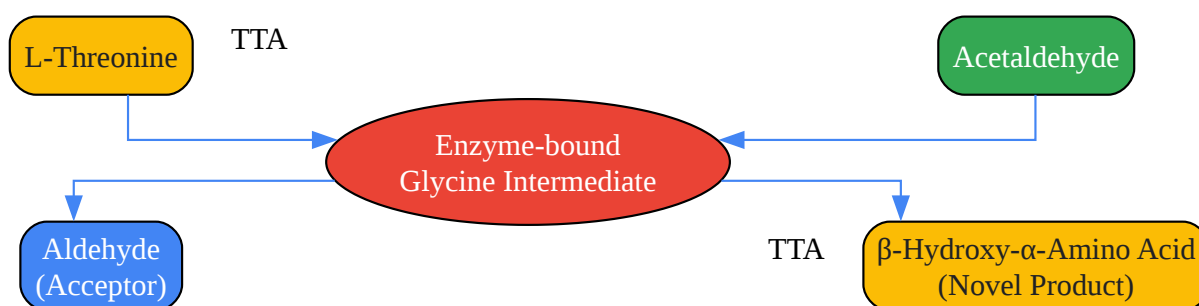 L-Threonine
TTA
Acetaldehyde
Enzyme-bound
Glycine Intermediate
Aldehyde
(Acceptor)
TTA
β-Hydroxy-α-Amino Acid
(Novel Product)